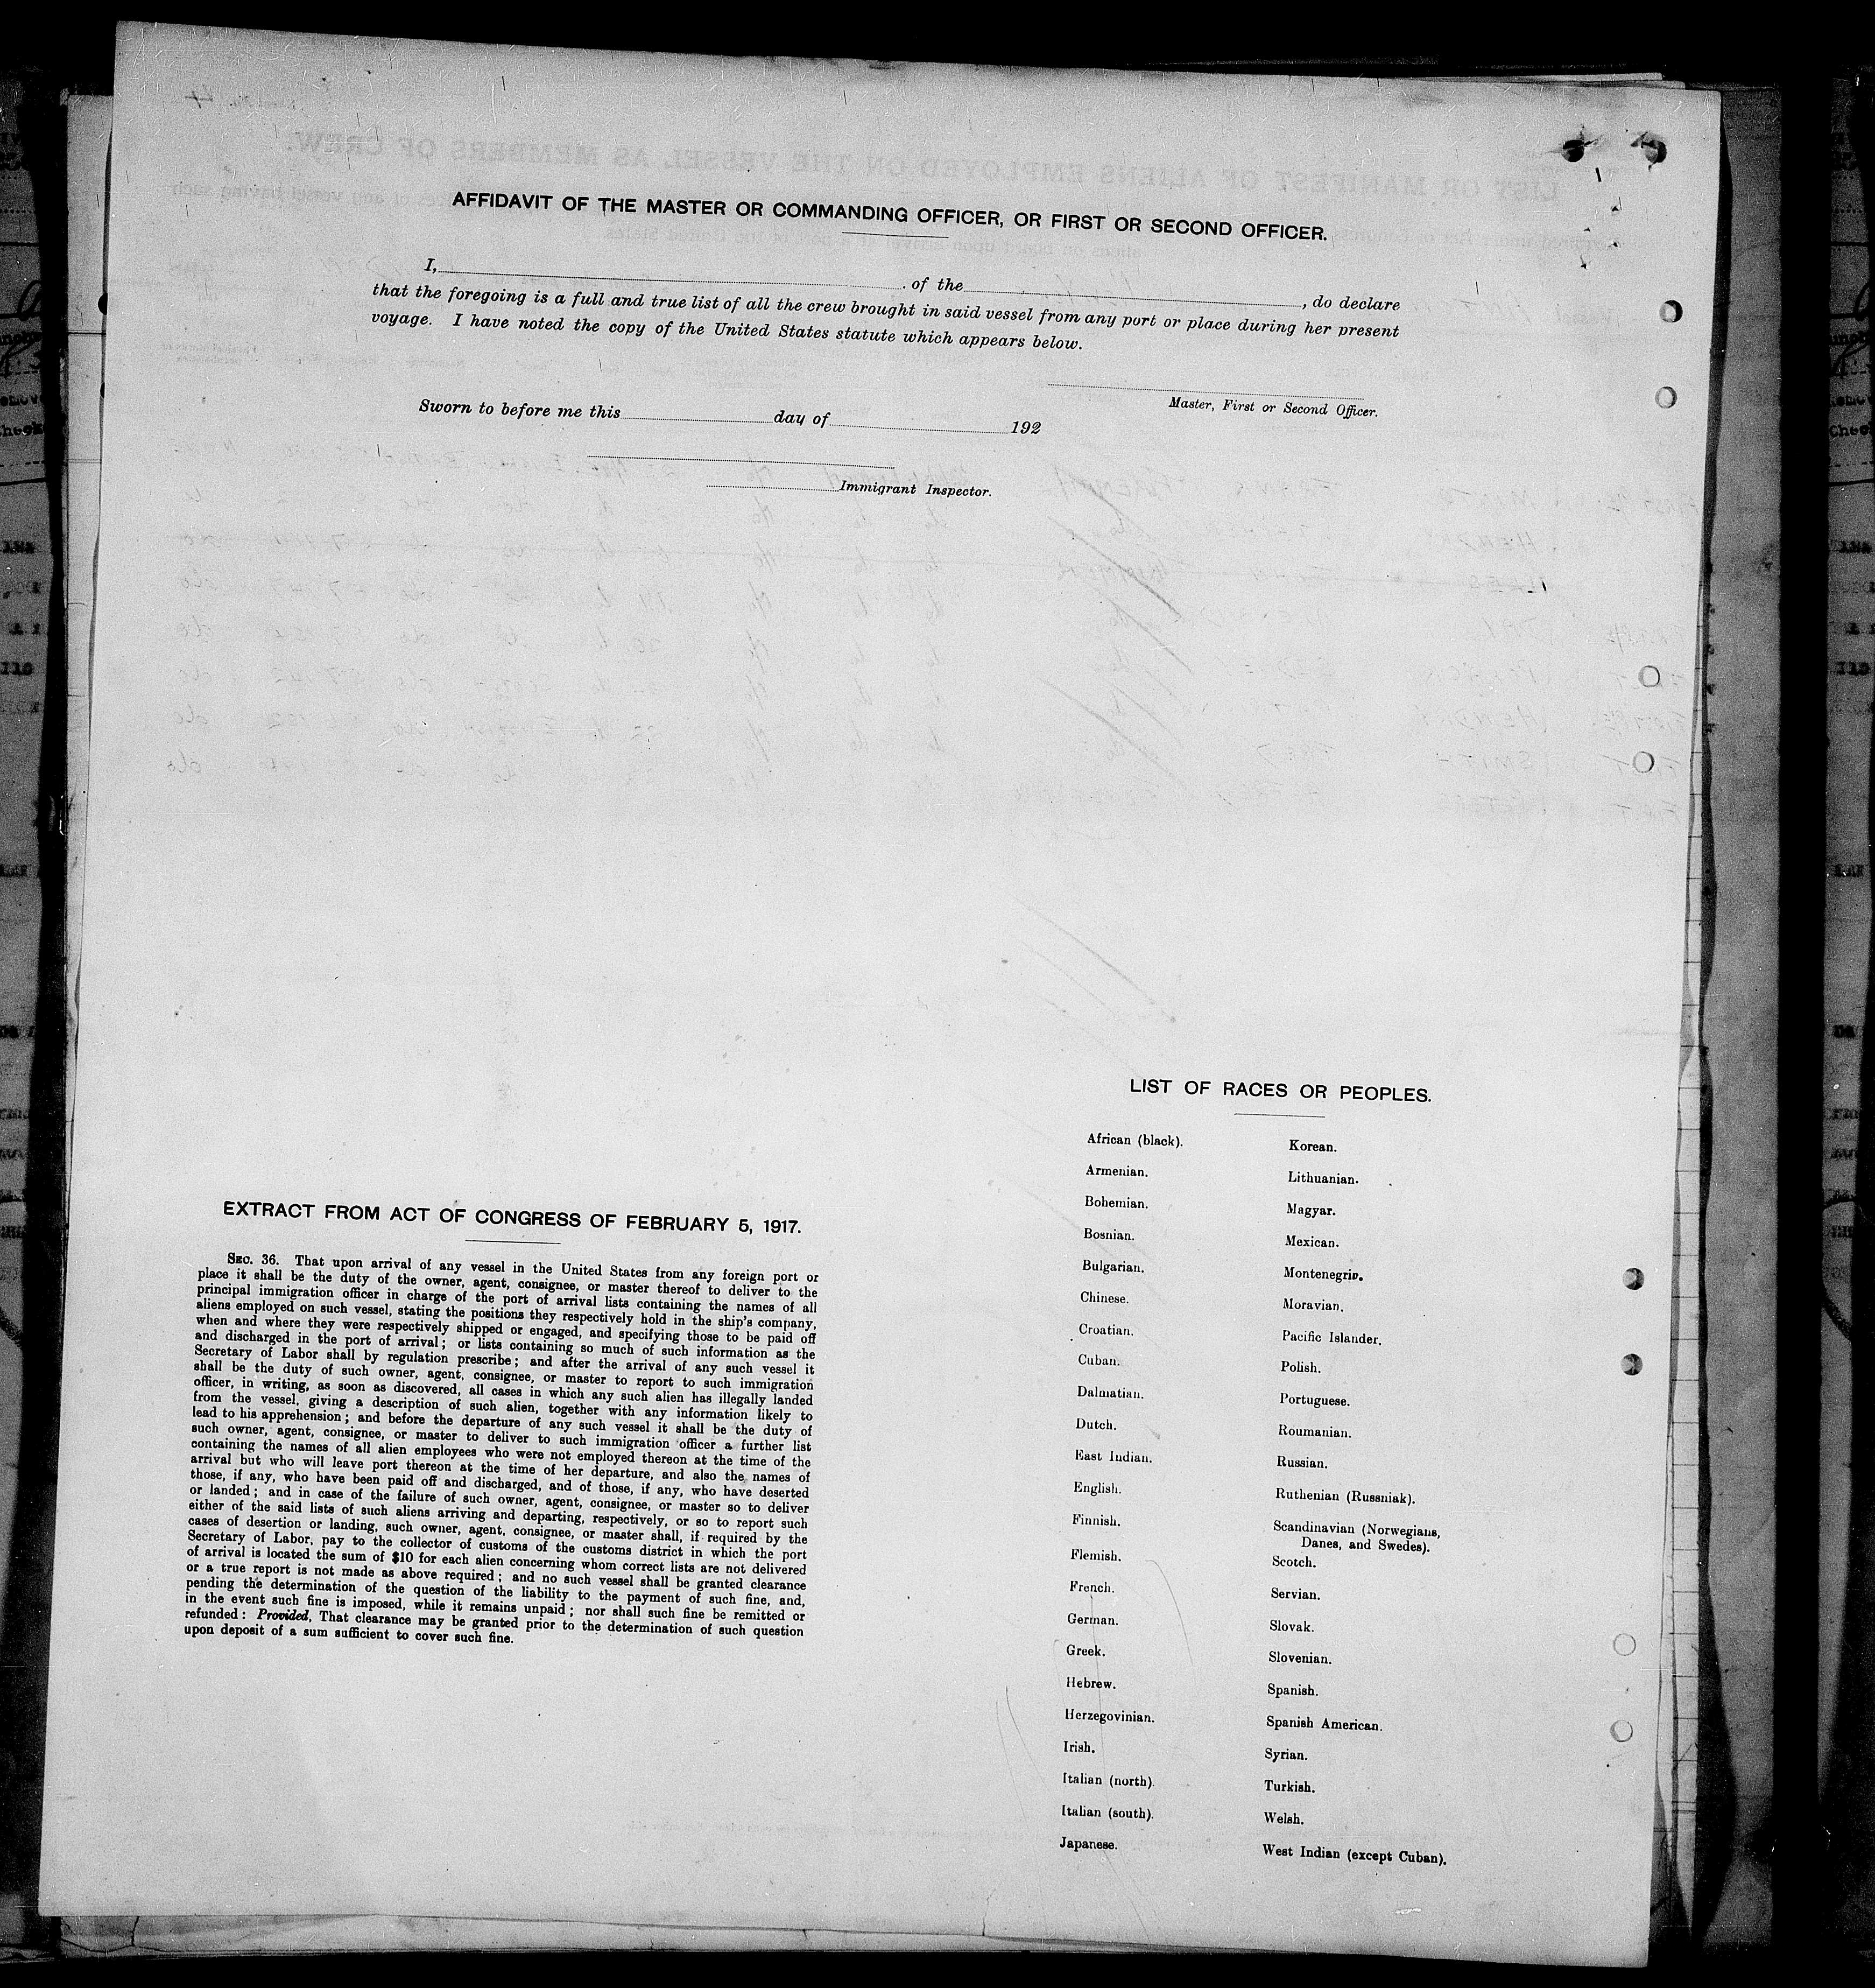 AFFIDAVIT OF THE MASTER OR COMMANDING OFFICER, OR FIRST OR SECOND OFFICER.
I, of the , do declare
that the foregoing is a full and true list of all the crew brought in said vessel from any port or place during her present
voyage. I have noted the copy of the United States statute which appears below.
Master, First or Second Officer.
Sworn to before me this day of 192
Immigrant Inspector.
EXTRACT FROM ACT OF CONGRESS OF FEBRUARY 5, 1917.
SEC. 36. That upon arrival of any vessel in the United States from any foreign port or
place it shall be the duty of the owner, agent, consignee, or master thereof to deliver to the
principal immigration officer in charge of the port of arrival lists containing the names of all
aliens employed on such vessel, stating the positions they respectively hold in the ship's company,
when and where they were respectively shipped or engaged, and specifying those to be paid off
and discharged in the port of arrival; or lists containing so much of such information as the
Secretary of Labor shall by regulation prescribe; and after the arrival of any such vessel it
shall be the duty of such owner, agent, consignee, or master to report to such immigration
officer, in writing, as soon as discovered, all cases in which any such alien has illegally landed
from the vessel, giving a description of such alien, together with any information likely to
lead to his apprehension; and before the departure of any such vessel it shall be the duty of
such owner, agent, consignee, or master to deliver to such immigration officer a further list
containing the names of all alien employees who were not employed thereon at the time of the
arrival but who will leave port thereon at the time of her departure, and also the names of
those, if any, who have been paid off and discharged, and of those, if any, who have deserted
or landed; and in case of the failure of such owner, agent, consignee, or master so to deliver
either of the said lists of such aliens arriving and departing, respectively, or so to report such
cases of desertion or landing, such owner, agent, consignee, or master shall, if required by the
Secretary of Labor, pay to the collector of customs of the customs district in which the port
of arrival is located the sum of $10 for each alien concerning whom correct lists are not delivered
or a true report is not made as above required; and no such vessel shall be granted clearance
pending the determination of the question of the liability to the payment of such fine, and,
in the event such fine is imposed, while it remains unpaid; nor shall such fine be remitted or
refunded: Provided, That clearance may be granted prior to the determination of such question
upon deposit of a sum sufficient to cover such fine.
LIST OF RACES OR PEOPLES.
African (black).
Armenian.
Bohemian.
Bosnian.
Bulgarian.
Chinese.
Croatian.
Cuban.
Dalmatian.
Dutch.
East Indian.
English.
Finnish.
Flemish.
French.
German.
Greek.
Hebrew.
Herzegovinian.
Irish.
Italian (north).
Italian (south).
Japanese.
Korean.
Lithuanian.
Magyar.
Mexican.
Montenegrin.
Moravian.
Pacific Islander.
Polish.
Portuguese.
Roumanian.
Russian.
Ruthenian (Russniak).
Scandinavian (Norwegians,
Danes, and Swedes).
Scotch.
Servian.
Slovak.
Slovenian.
Spanish.
Spanish American.
Syrian.
Turkish.
Welsh.
West Indian (except Cuban).